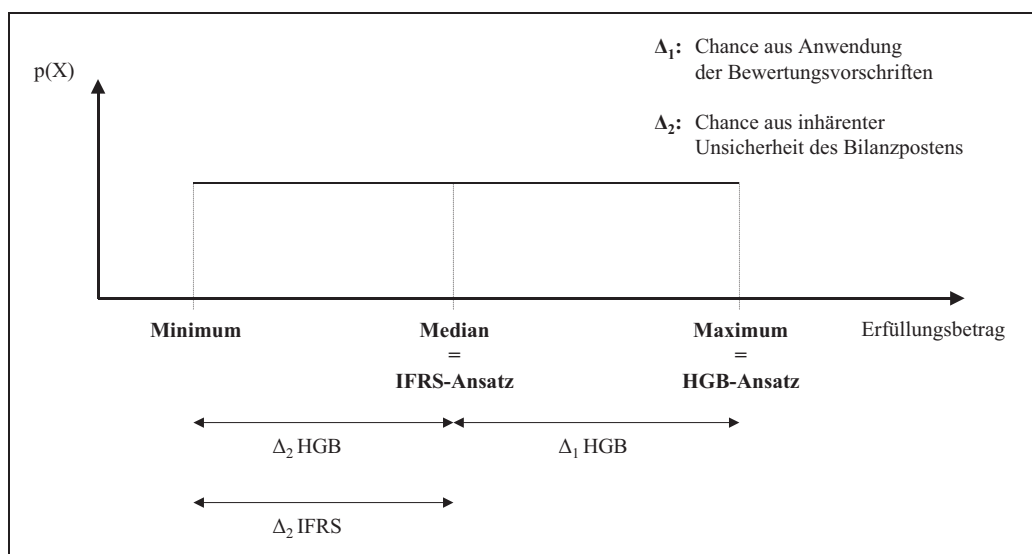 Δ1: Chance aus Anwendung
der Bewertungsvorschriften
p(X)
Δ2: Chance aus inhärenter
Unsicherheit des Bilanzpostens
Minimum
Median
=
IFRS-Ansatz
Maximum
=
HGB-Ansatz
Erfüllungsbetrag
Δ2 HGB
Δ1 HGB
Δ2 IFRS